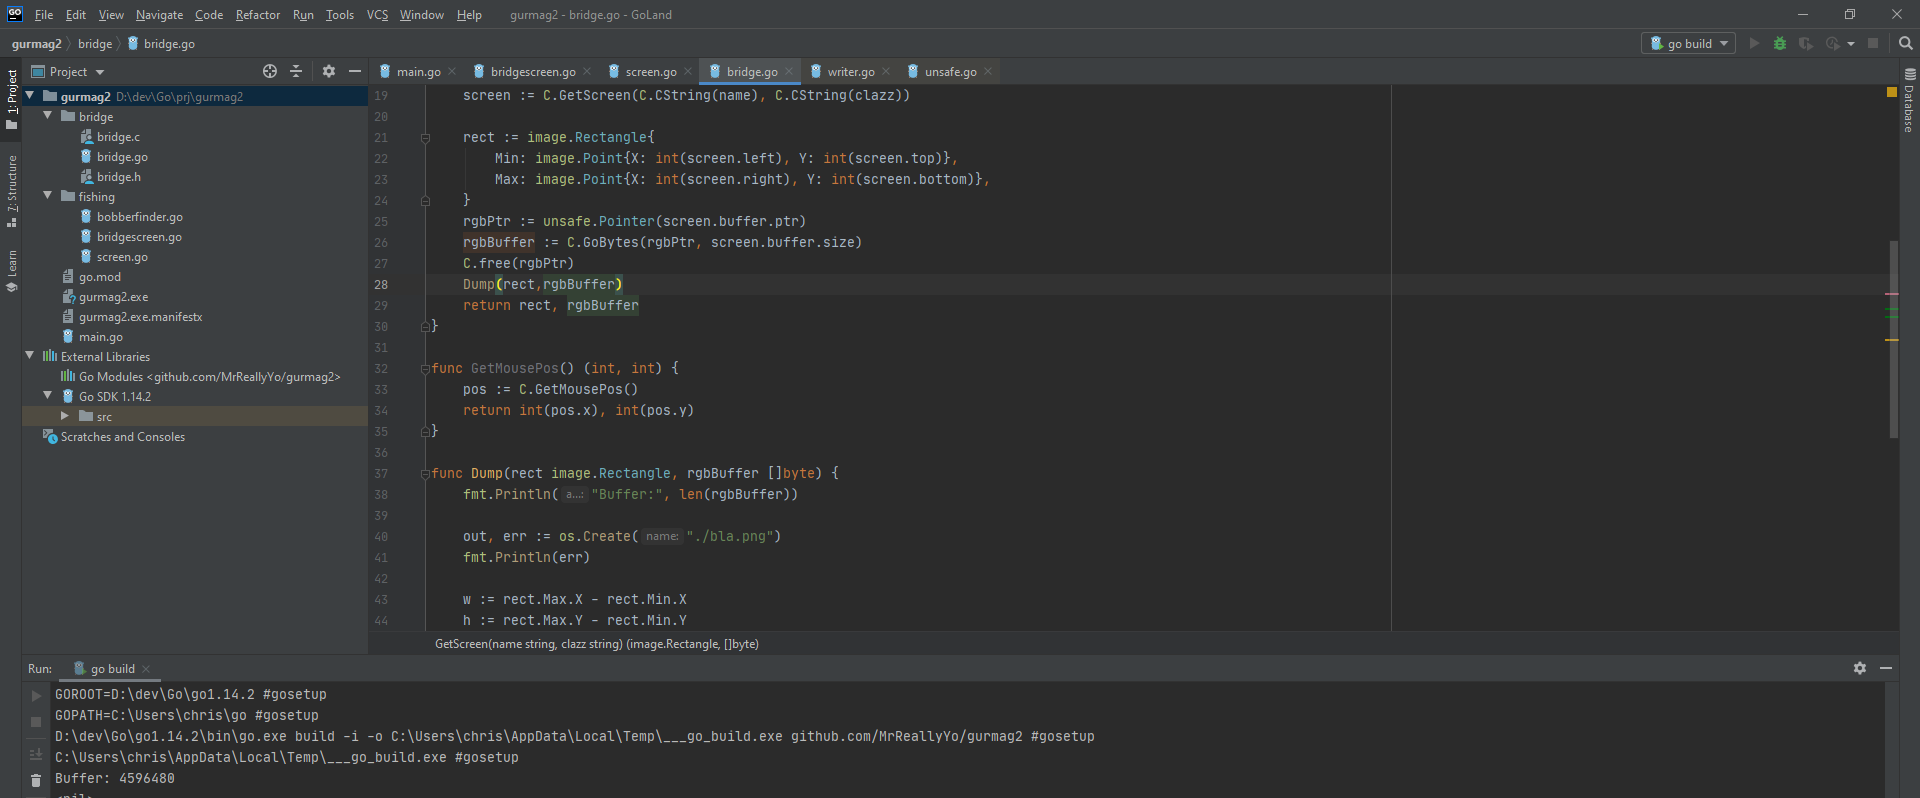 GO File Edit View Navigate Code Refactor Run Tools VCS Window Help gurmag2 - bridge.go - GoLand
gurmag2 bridge bridge.go go build
Project main.go bridgescreen.go screen.go bridge.go writer.go unsafe.go
1: Project
7: Structure
Learn
Database
gurmag2 D:\dev\Go\prj\gurmag2
bridge
bridge.c
bridge.go
bridge.h
fishing
bobberfinder.go
bridgescreen.go
screen.go
go.mod
gurmag2.exe
gurmag2.exe.manifestx
main.go
External Libraries
Go Modules <github.com/MrReallyYo/gurmag2>
Go SDK 1.14.2
src
Scratches and Consoles
19 screen := C.GetScreen(C.CString(name), C.CString(clazz))
20
21 rect := image.Rectangle{
22 Min: image.Point{X: int(screen.left), Y: int(screen.top)},
23 Max: image.Point{X: int(screen.right), Y: int(screen.bottom)},
24 }
25 rgbPtr := unsafe.Pointer(screen.buffer.ptr)
26 rgbBuffer := C.GoBytes(rgbPtr, screen.buffer.size)
27 C.free(rgbPtr)
28 Dump(rect,rgbBuffer)
29 return rect, rgbBuffer
30 }
31
32 func GetMousePos() (int, int) {
33 pos := C.GetMousePos()
34 return int(pos.x), int(pos.y)
35 }
36
37 func Dump(rect image.Rectangle, rgbBuffer []byte) {
38 fmt.Println( a...: "Buffer:", len(rgbBuffer))
39
40 out, err := os.Create( name: "./bla.png")
41 fmt.Println(err)
42
43 w := rect.Max.X - rect.Min.X
44 h := rect.Max.Y - rect.Min.Y
GetScreen(name string, clazz string) (image.Rectangle, []byte)
Run: go build
GOROOT=D:\dev\Go\go1.14.2 #gosetup
GOPATH=C:\Users\chris\go #gosetup
D:\dev\Go\go1.14.2\bin\go.exe build -i -o C:\Users\chris\AppData\Local\Temp\___go_build.exe github.com/MrReallyYo/gurmag2 #gosetup
C:\Users\chris\AppData\Local\Temp\___go_build.exe #gosetup
Buffer: 4596480
<nil>